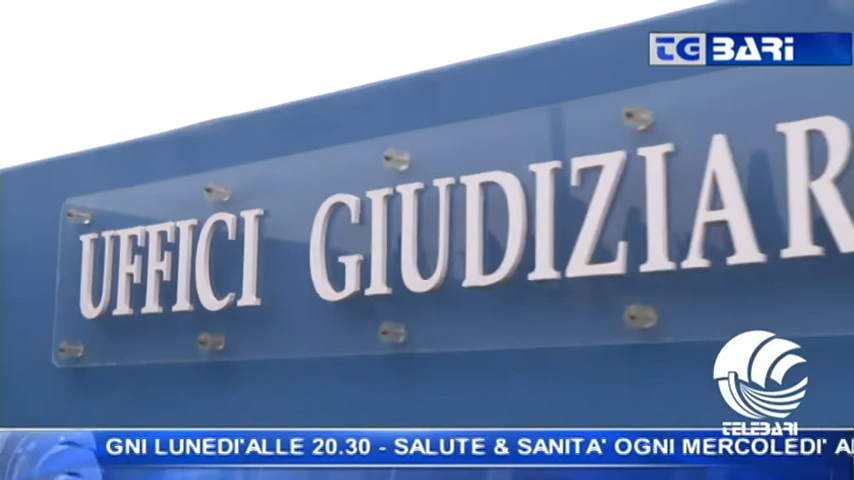 TG BARI
UFFICI GIUDIZIAR
TELEBARI
GNI LUNEDI'ALLE 20.30 - SALUTE & SANITA' OGNI MERCOLEDI' A